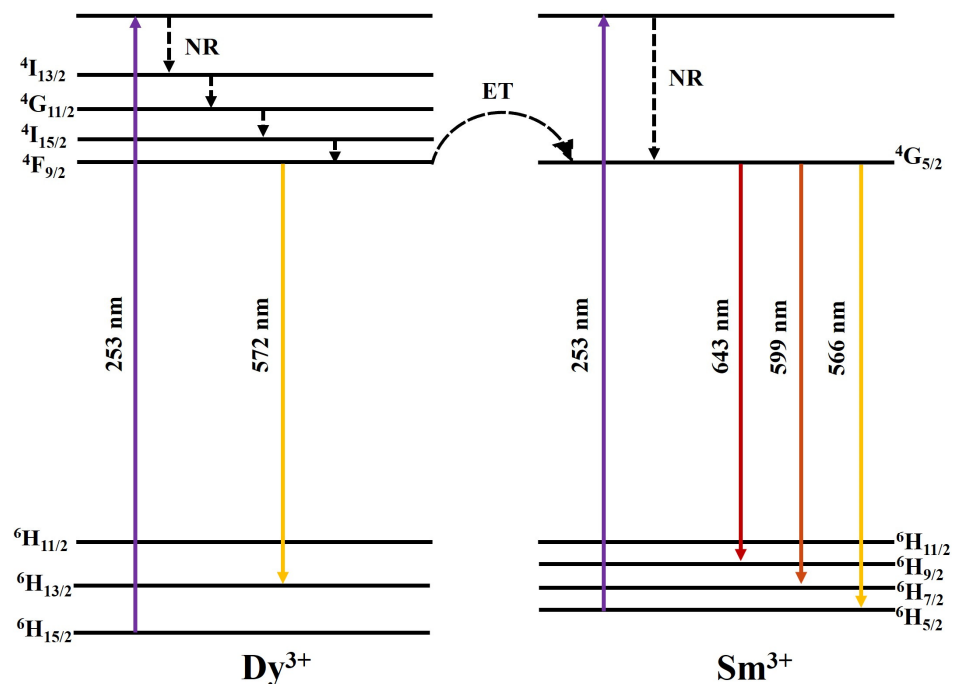 NR
⁴I₁₃/₂
⁴G₁₁/₂
⁴I₁₅/₂
⁴F₉/₂
253 nm
572 nm
⁶H₁₁/₂
⁶H₁₃/₂
⁶H₁₅/₂
Dy³⁺
ET
NR
⁴G₅/₂
253 nm
643 nm
599 nm
566 nm
⁶H₁₁/₂
⁶H₉/₂
⁶H₇/₂
⁶H₅/₂
Sm³⁺